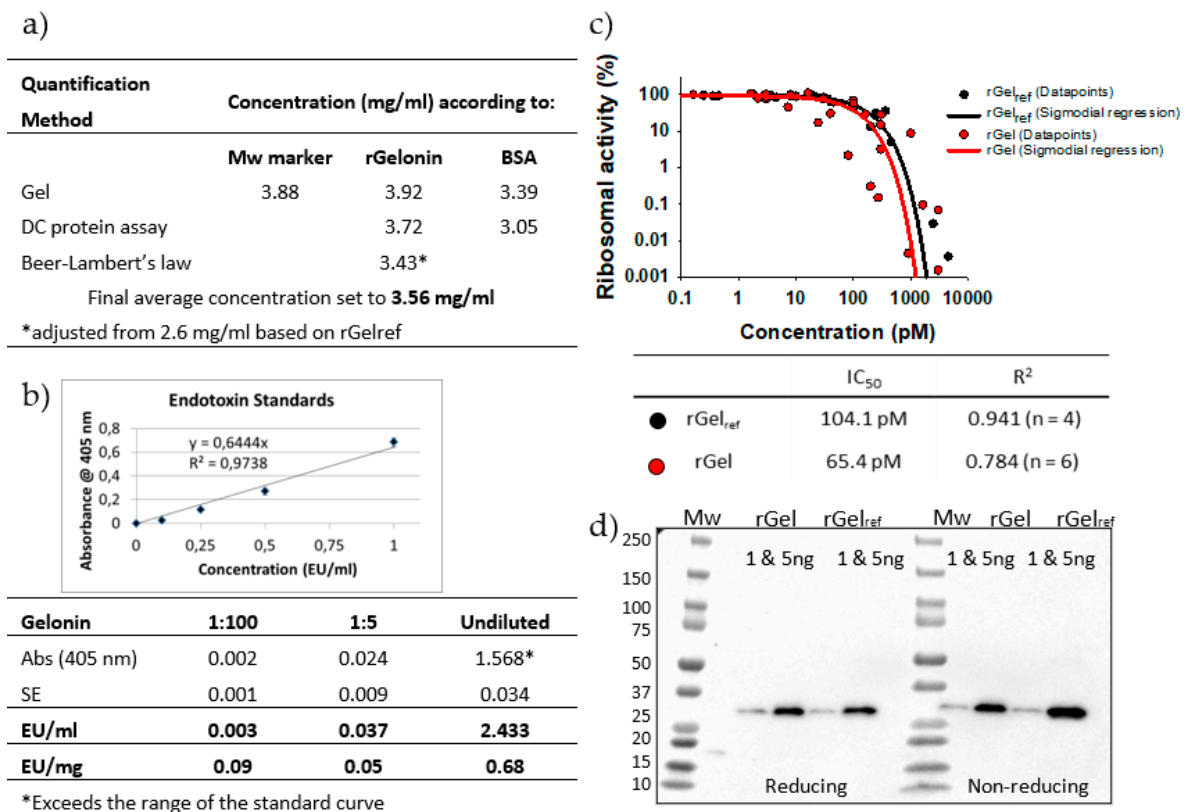 a)
Quantification Method
Concentration (mg/ml) according to:
Mw marker rGelonin BSA
Gel 3.88 3.92 3.39
DC protein assay 3.72 3.05
Beer-Lambert's law 3.43*
Final average concentration set to 3.56 mg/ml
*adjusted from 2.6 mg/ml based on rGelref
b)
Endotoxin Standards
y = 0,6444x
R² = 0,9738
Absorbance @ 405 nm
0,8
0,6
0,4
0,2
0
0 0,25 0,5 0,75 1
Concentration (EU/ml)
Gelonin 1:100 1:5 Undiluted
Abs (405 nm) 0.002 0.024 1.568*
SE 0.001 0.009 0.034
EU/ml 0.003 0.037 2.433
EU/mg 0.09 0.05 0.68
*Exceeds the range of the standard curve
c)
Ribosomal activity (%)
100
10
1
0.1
0.01
0.001
0.1 1 10 100 1000 10000
Concentration (pM)
rGelref (Datapoints)
rGelref (Sigmodial regression)
rGel (Datapoints)
rGel (Sigmodial regression)
IC50 R²
rGelref 104.1 pM 0.941 (n = 4)
rGel 65.4 pM 0.784 (n = 6)
d)
Mw rGel rGelref Mw rGel rGelref
1 & 5ng 1 & 5ng 1 & 5ng 1 & 5ng
250
150
100
75
50
37
25
20
15
10
Reducing Non-reducing